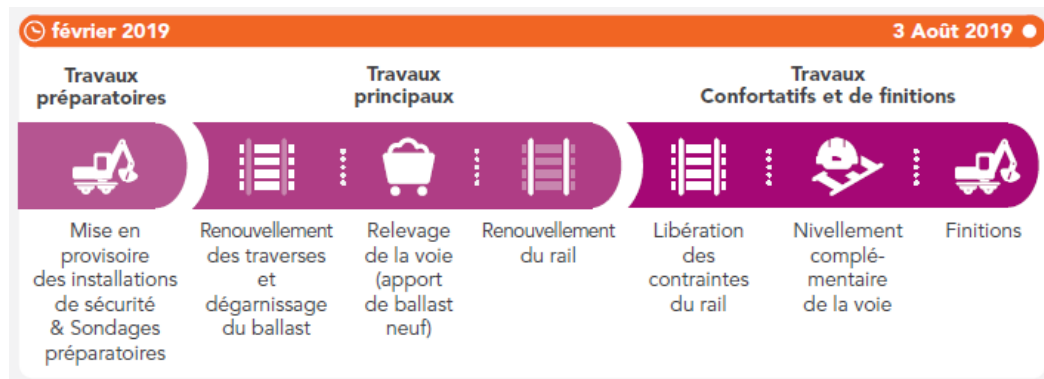 février 2019
3 Août 2019
Travaux
préparatoires
Travaux
principaux
Travaux
Confortatifs et de finitions
Mise en
provisoire
des installations
de sécurité
& Sondages
préparatoires
Renouvellement
des traverses
et
dégarnissage
du ballast
Relevage
de la voie
(apport
de ballast
neuf)
Renouvellement
du rail
Libération
des
contraintes
du rail
Nivellement
complé-
mentaire
de la voie
Finitions